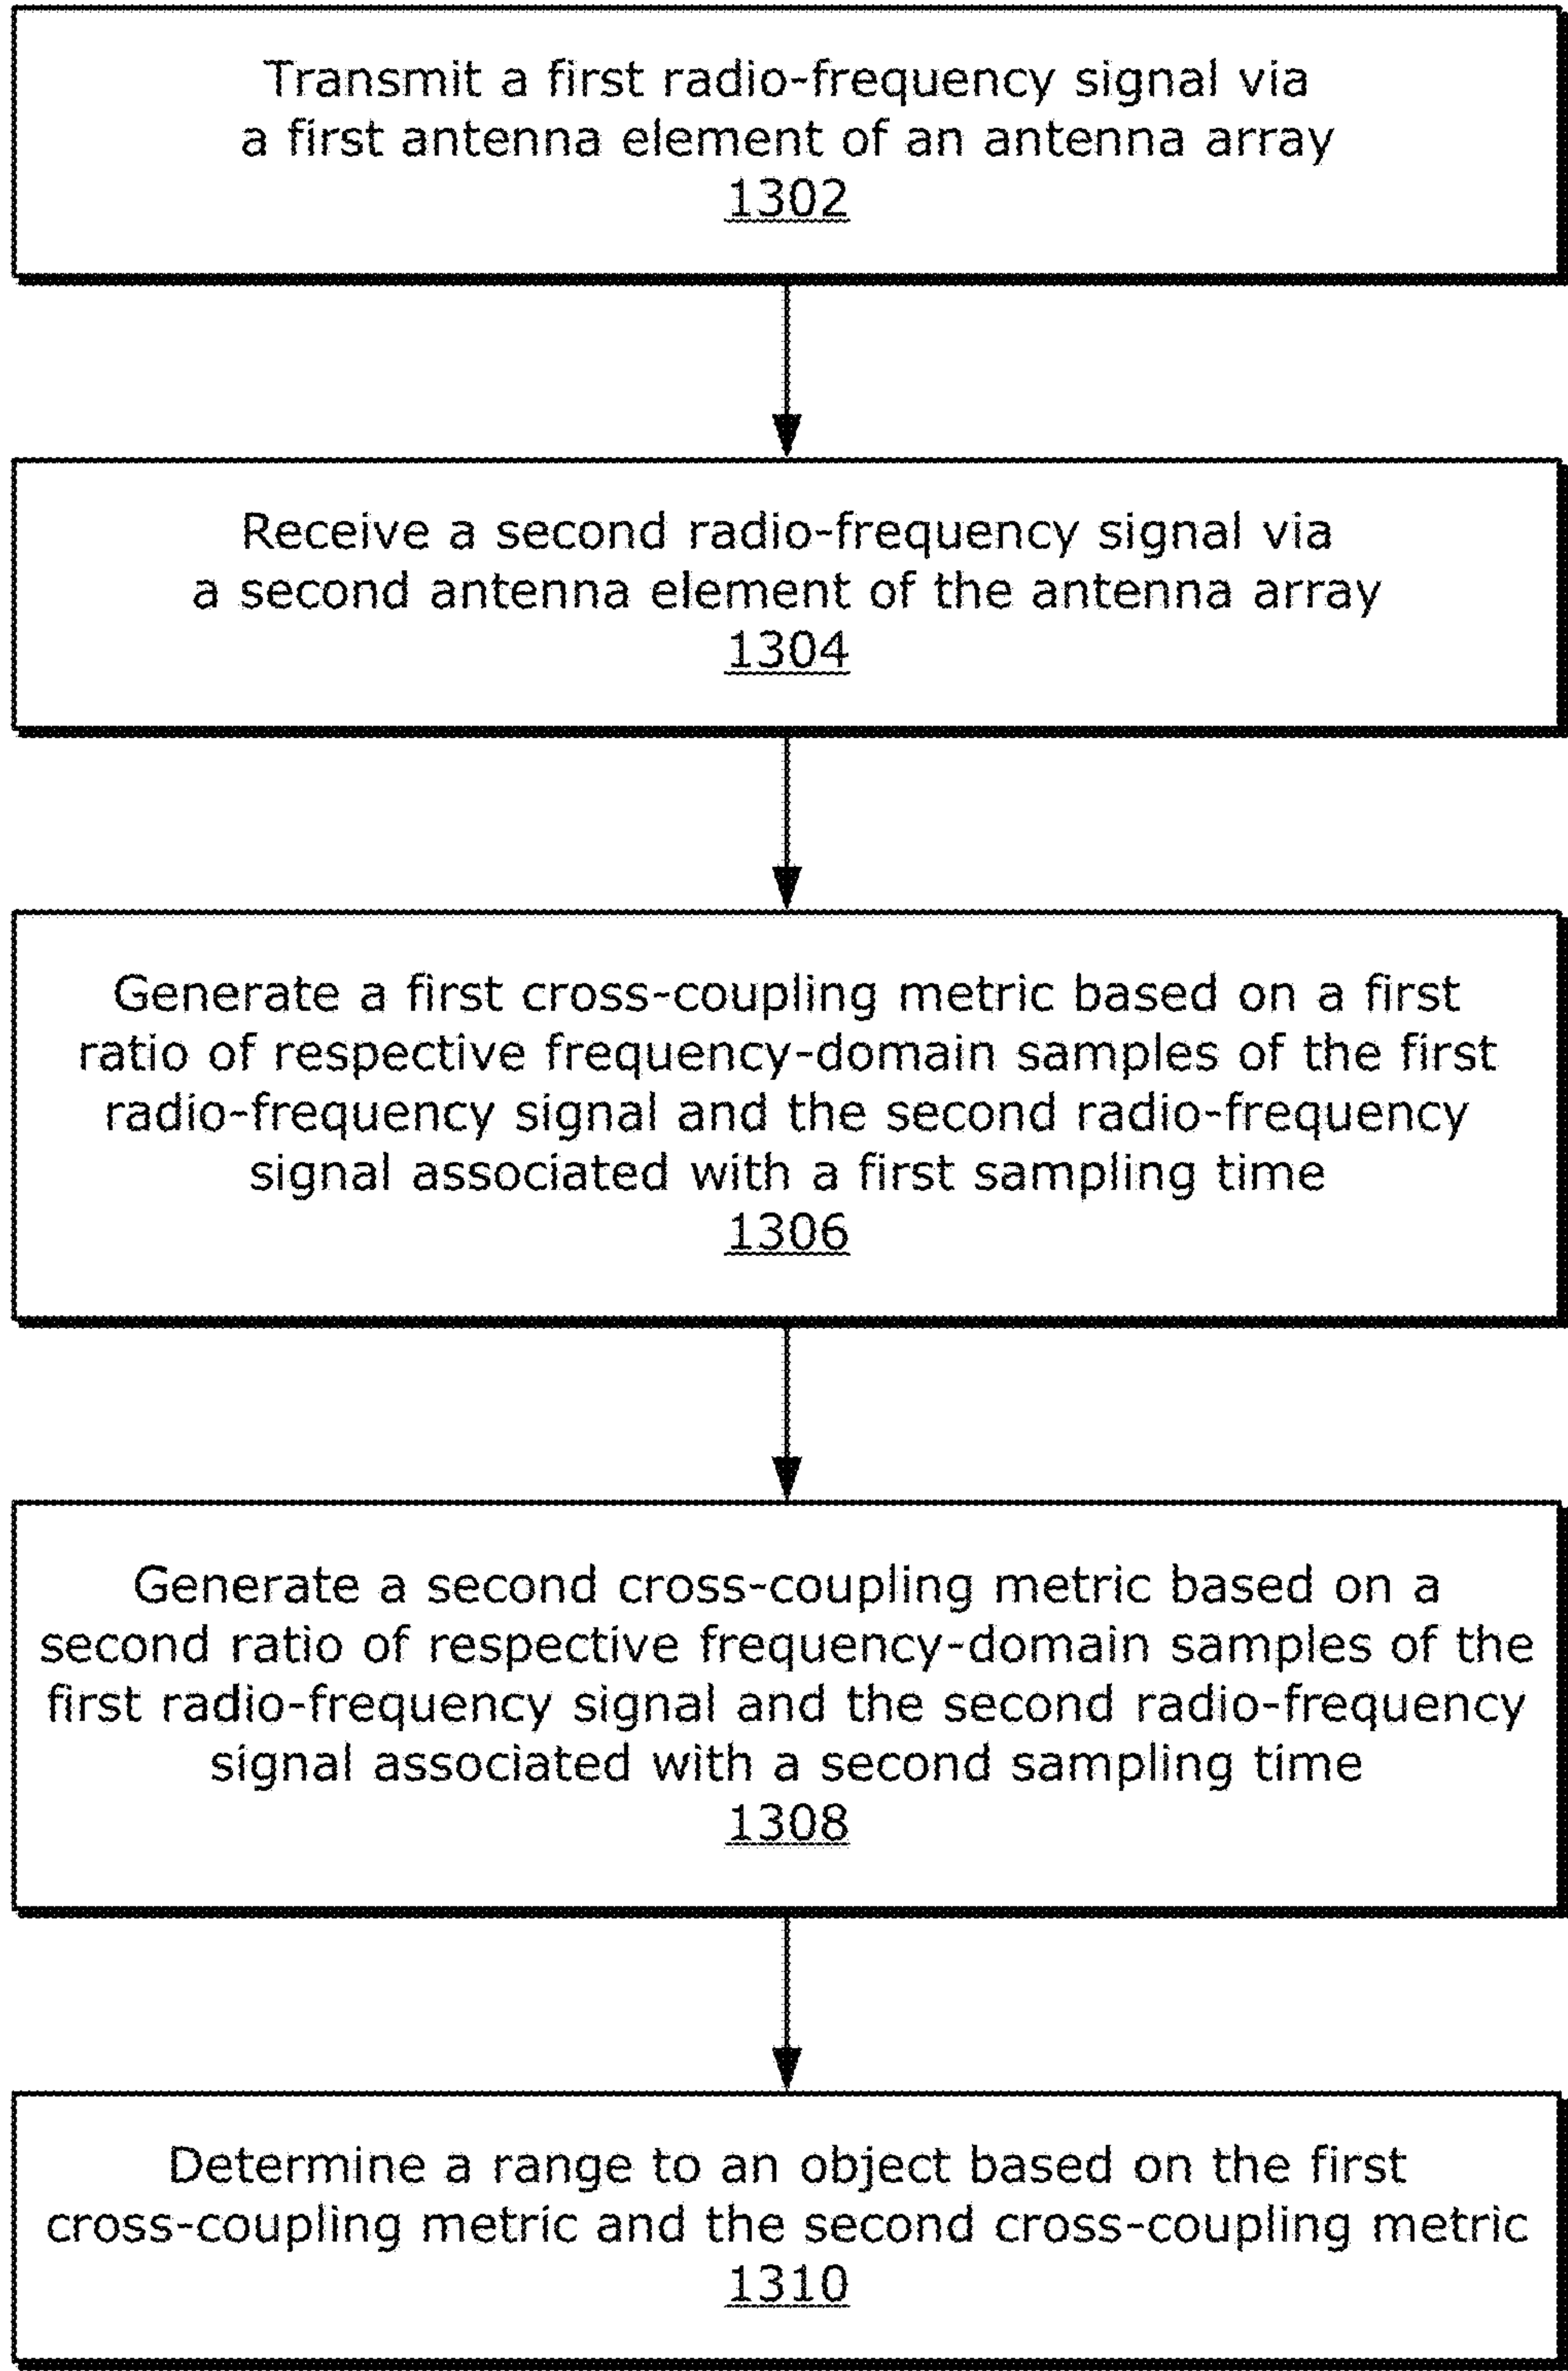 Transmit a first radio-frequency signal via
a first antenna element of an antenna array
1302
Receive a second radio-frequency signal via
a second antenna element of the antenna array
1304
Generate a first cross-coupling metric based on a first
ratio of respective frequency-domain samples of the first
radio-frequency signal and the second radio-frequency
signal associated with a first sampling time
1306
Generate a second cross-coupling metric based on a
second ratio of respective frequency-domain samples of the
first radio-frequency signal and the second radio-frequency
signal associated with a second sampling time
1308
Determine a range to an object based on the first
cross-coupling metric and the second cross-coupling metric
1310